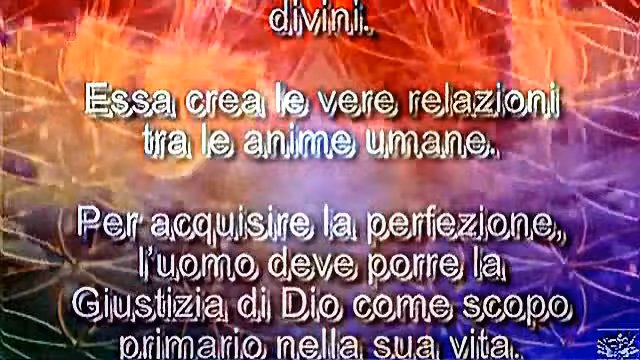 divini.
Essa crea le vere relazioni
tra le anime umane.
Per acquisire la perfezione,
l'uomo deve porre la
Giustizia di Dio come scopo
primario nella sua vita.